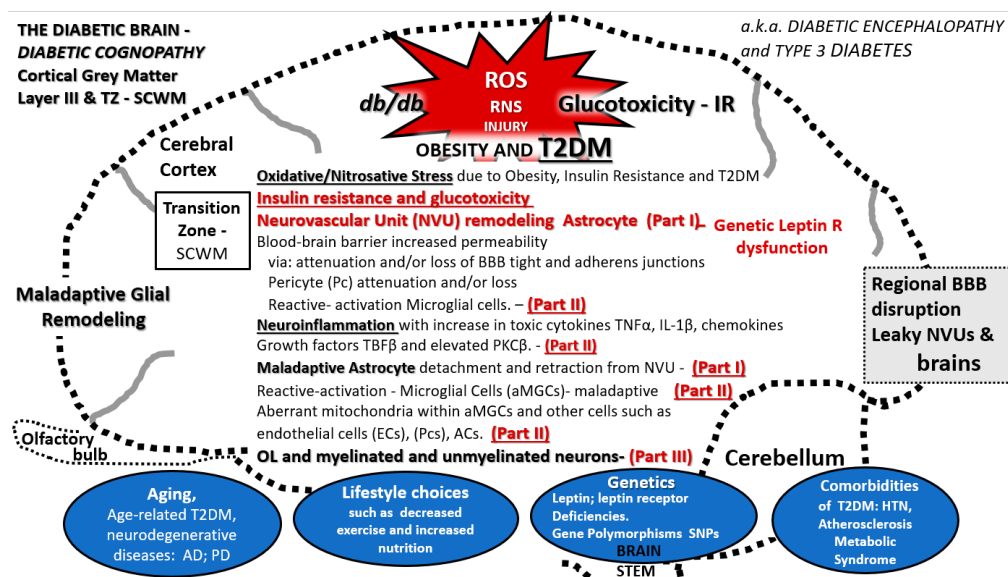 THE DIABETIC BRAIN -
DIABETIC COGNOPATHY
Cortical Grey Matter
Layer III & TZ - SCWM
a.k.a. DIABETIC ENCEPHALOPATHY
and TYPE 3 DIABETES
ROS
RNS
INJURY
db/db
Glucotoxicity - IR
OBESITY AND T2DM
Cerebral
Cortex
Transition
Zone -
SCWM
Oxidative/Nitrosative Stress due to Obesity, Insulin Resistance and T2DM
Insulin resistance and glucotoxicity
Neurovascular Unit (NVU) remodeling Astrocyte (Part I)-
Genetic Leptin R
dysfunction
Blood-brain barrier increased permeability
via: attenuation and/or loss of BBB tight and adherens junctions
Pericyte (Pc) attenuation and/or loss
Reactive- activation Microglial cells. – (Part II)
Neuroinflammation with increase in toxic cytokines TNFα, IL-1β, chemokines
Growth factors TBFβ and elevated PKCβ. - (Part II)
Maladaptive Astrocyte detachment and retraction from NVU - (Part I)
Reactive-activation - Microglial Cells (aMGCs)- maladaptive (Part II)
Aberrant mitochondria within aMGCs and other cells such as
endothelial cells (ECs), (Pcs), ACs. (Part II)
OL and myelinated and unmyelinated neurons- (Part III)
Maladaptive Glial
Remodeling
Regional BBB
disruption
Leaky NVUs &
brains
Olfactory
bulb
Cerebellum
Aging,
Age-related T2DM,
neurodegenerative
diseases: AD; PD
Lifestyle choices
such as decreased
exercise and increased
nutrition
Genetics
Leptin; leptin receptor
Deficiencies.
Gene Polymorphisms SNPs
BRAIN
STEM
Comorbidities
of T2DM: HTN,
Atherosclerosis
Metabolic
Syndrome